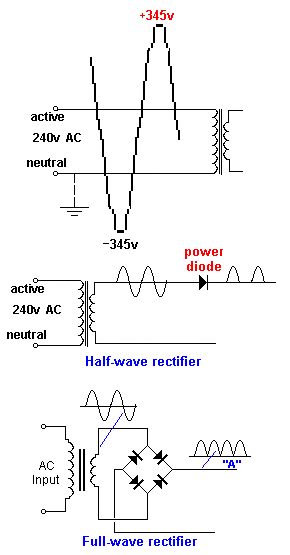 +345v
active
240v AC
neutral
−345v
power
diode
active
240v AC
neutral
Half-wave rectifier
AC
Input
"A"
Full-wave rectifier